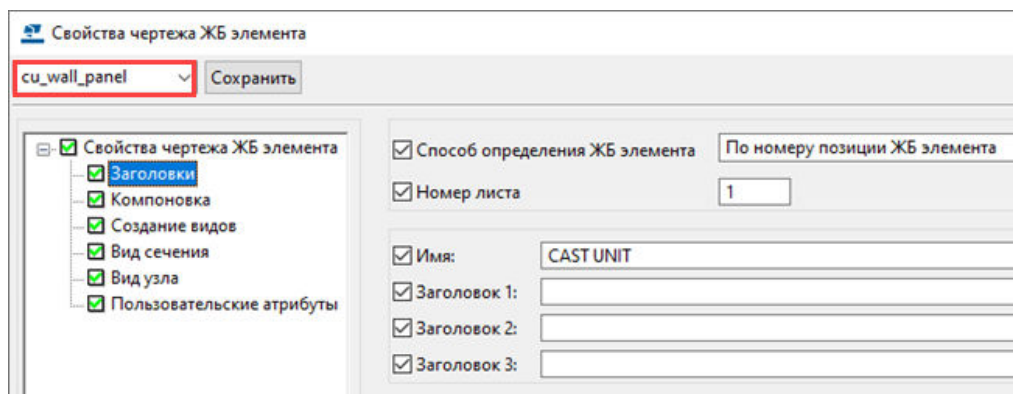 Свойства чертежа ЖБ элемента
cu_wall_panel Сохранить
Свойства чертежа ЖБ элемента
Заголовки
Компоновка
Создание видов
Вид сечения
Вид узла
Пользовательские атрибуты
Способ определения ЖБ элемента По номеру позиции ЖБ элемента
Номер листа 1
Имя: CAST UNIT
Заголовок 1:
Заголовок 2:
Заголовок 3: